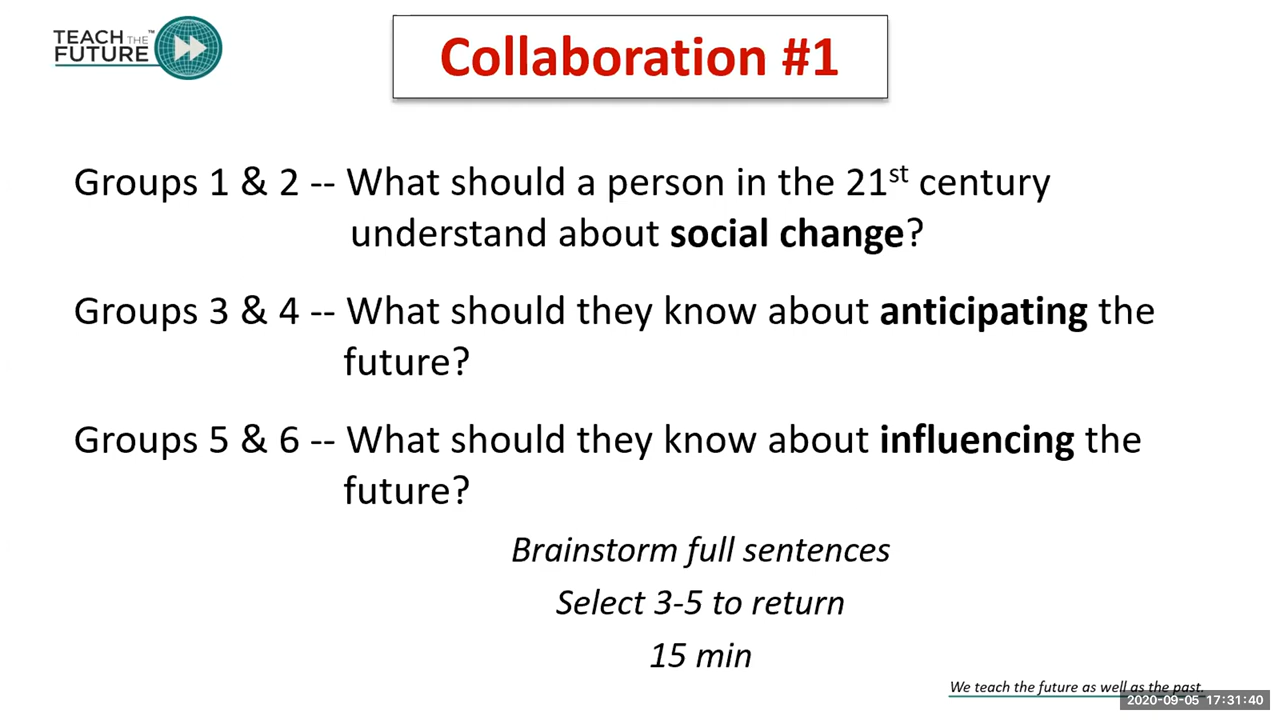 TEACH THE FUTURE™
Collaboration #1
Groups 1 & 2 -- What should a person in the 21st century
understand about social change?
Groups 3 & 4 -- What should they know about anticipating the
future?
Groups 5 & 6 -- What should they know about influencing the
future?
Brainstorm full sentences
Select 3-5 to return
15 min
We teach the future as well as the past.
2020-09-05 17:31:40